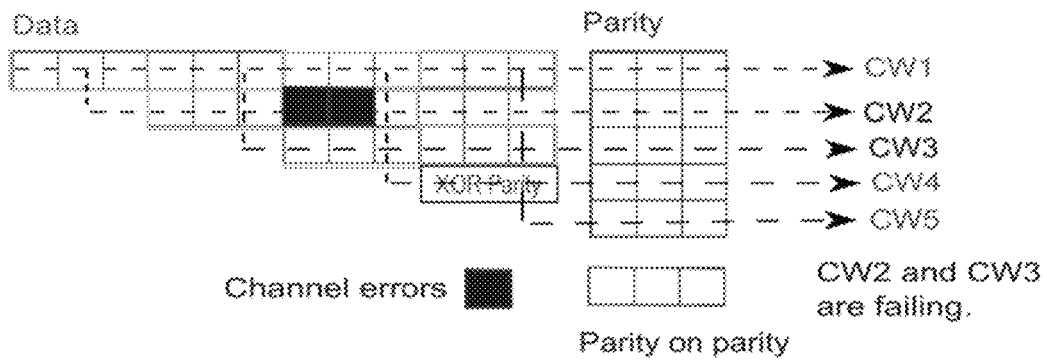 Data
Parity
CW1
CW2
CW3
XOR Parity
CW4
CW5
Channel errors
CW2 and CW3
are failing.
Parity on parity